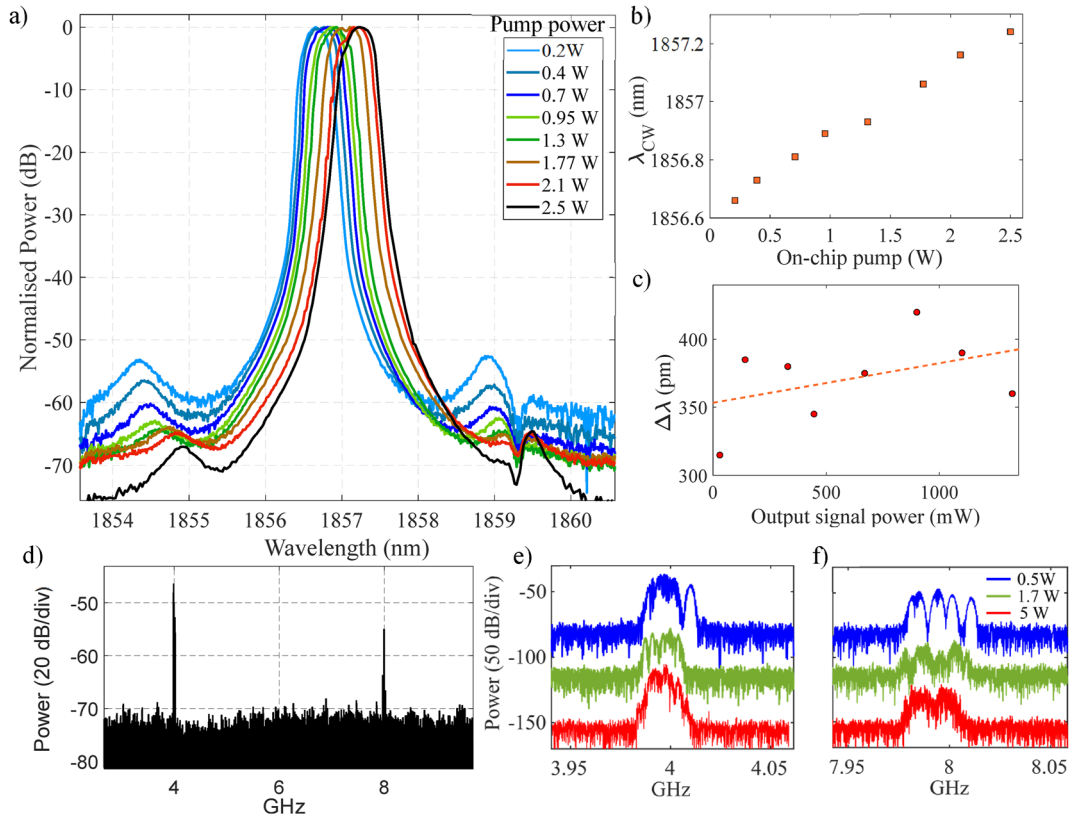 a)
Pump power
0.2W
0.4 W
0.7 W
0.95 W
1.3 W
1.77 W
2.1 W
2.5 W
0
-10
-20
-30
-40
-50
-60
-70
Normalised Power (dB)
1854
1855
1856
1857
1858
1859
1860
Wavelength (nm)
b)
1857.2
1857
1856.8
1856.6
λCW (nm)
0
0.5
1
1.5
2
2.5
On-chip pump (W)
c)
400
350
300
Δλ (pm)
0
500
1000
Output signal power (mW)
d)
-50
-60
-70
-80
Power (20 dB/div)
4
6
8
GHz
e)
-50
-100
-150
Power (50 dB/div)
3.95
4
4.05
GHz
f)
0.5W
1.7 W
5 W
7.95
8
8.05
GHz